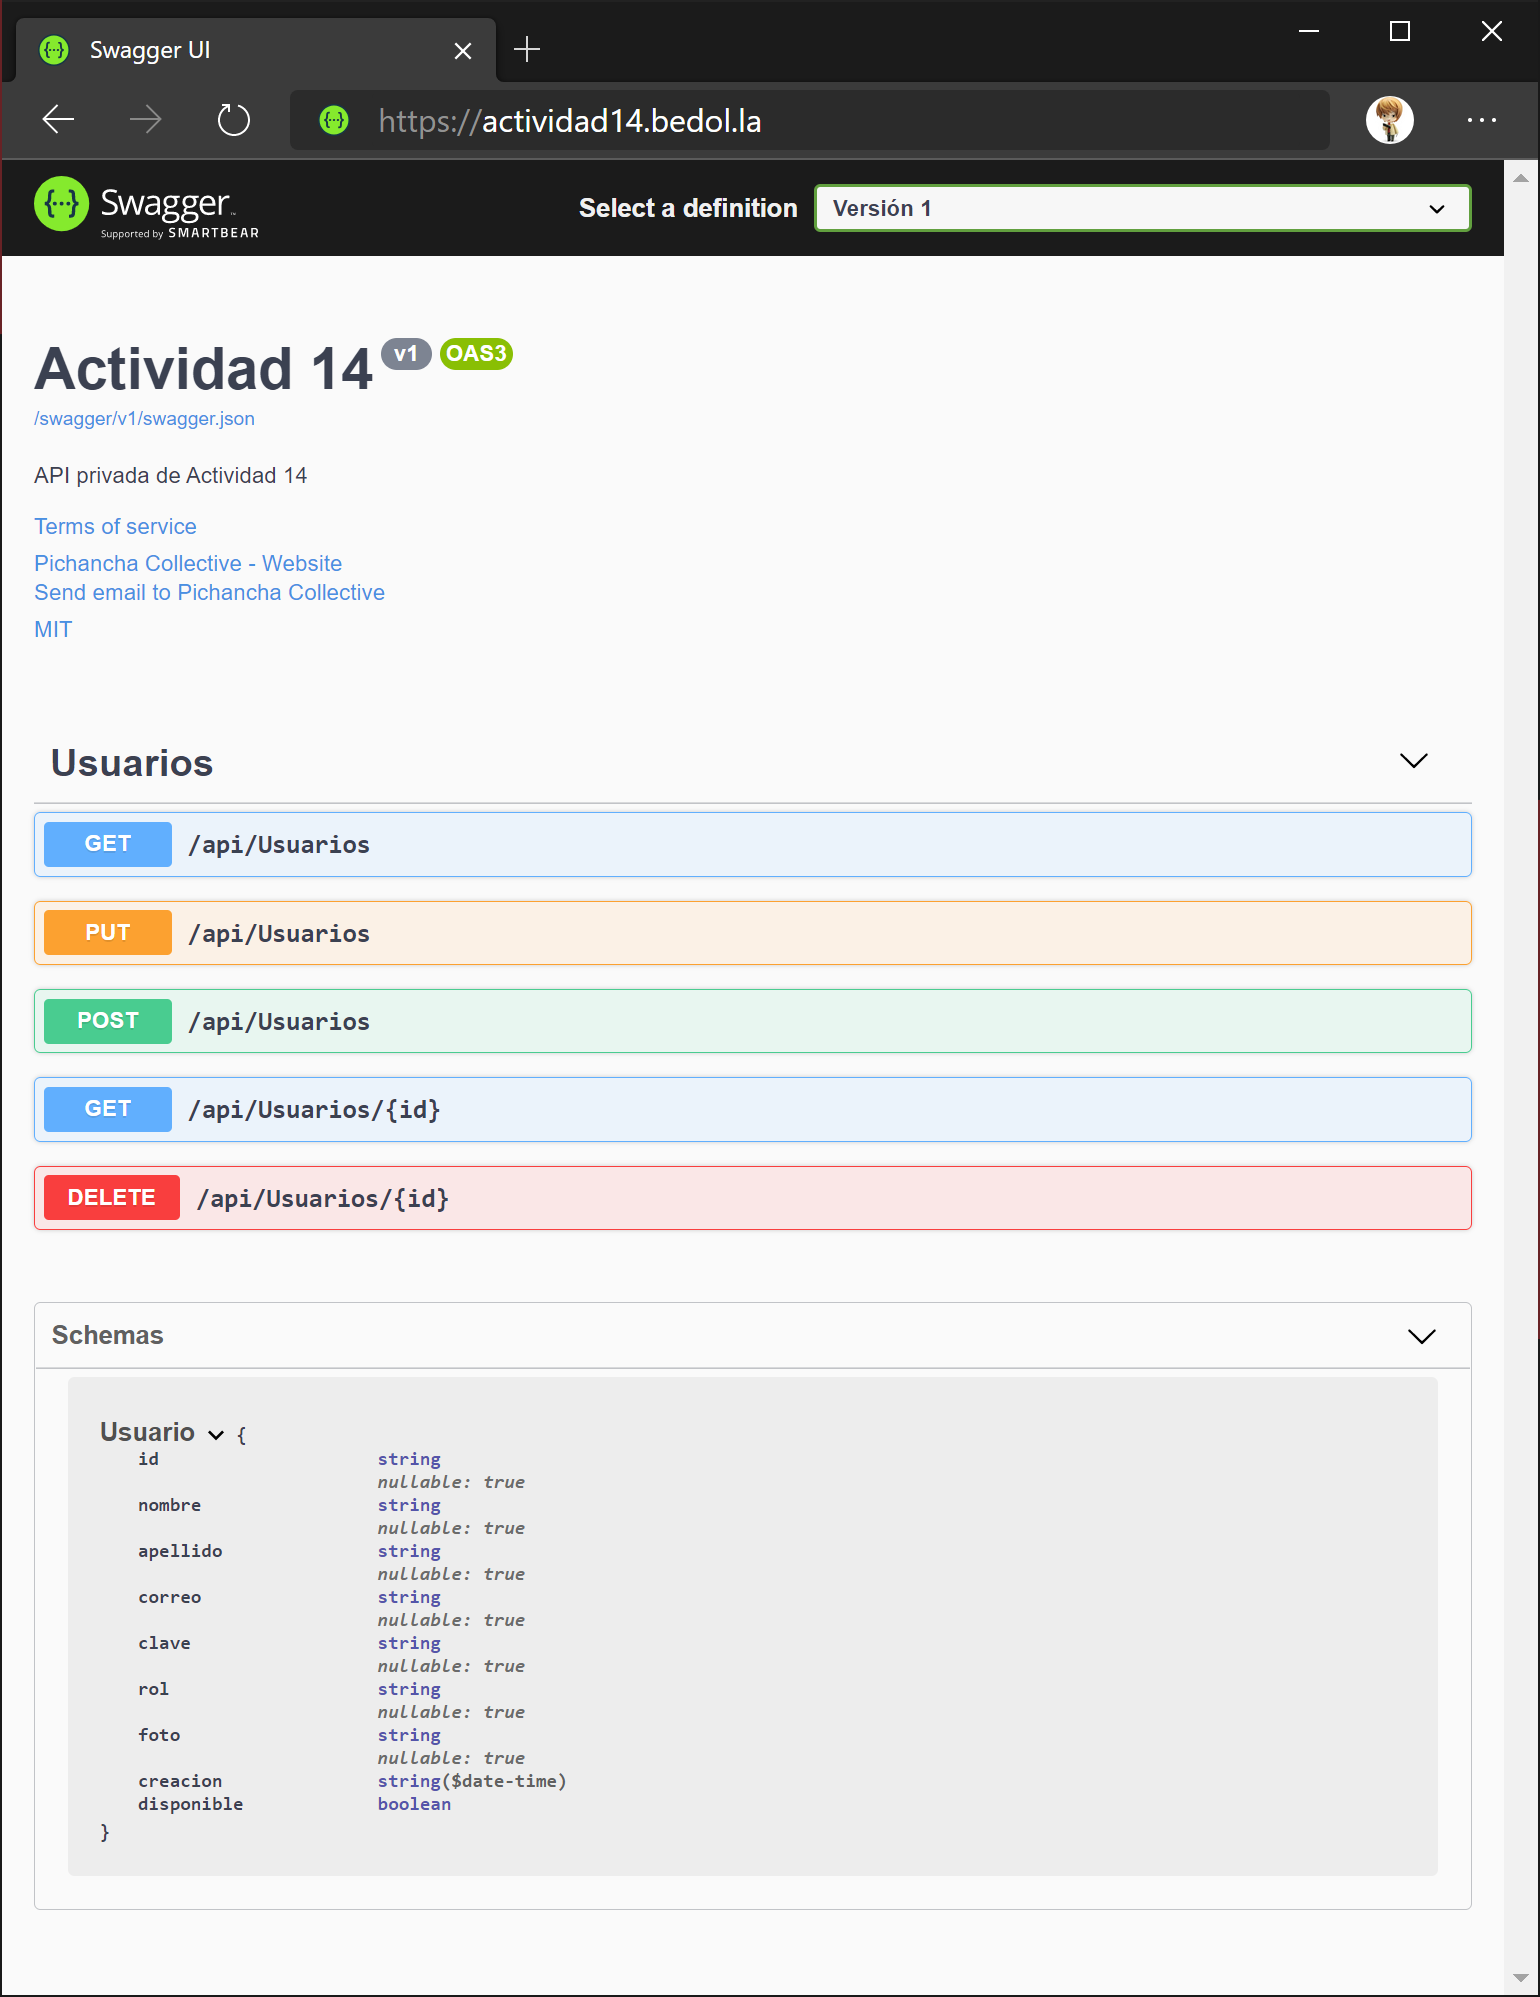 Swagger UI
https://actividad14.bedol.la
Swagger
Supported by SMARTBEAR
Select a definition
Versión 1
Actividad 14 v1 OAS3
/swagger/v1/swagger.json
API privada de Actividad 14
Terms of service
Pichancha Collective - Website
Send email to Pichancha Collective
MIT
Usuarios
GET /api/Usuarios
PUT /api/Usuarios
POST /api/Usuarios
GET /api/Usuarios/{id}
DELETE /api/Usuarios/{id}
Schemas
Usuario {
id string
nullable: true
nombre string
nullable: true
apellido string
nullable: true
correo string
nullable: true
clave string
nullable: true
rol string
nullable: true
foto string
nullable: true
creacion string($date-time)
disponible boolean
}